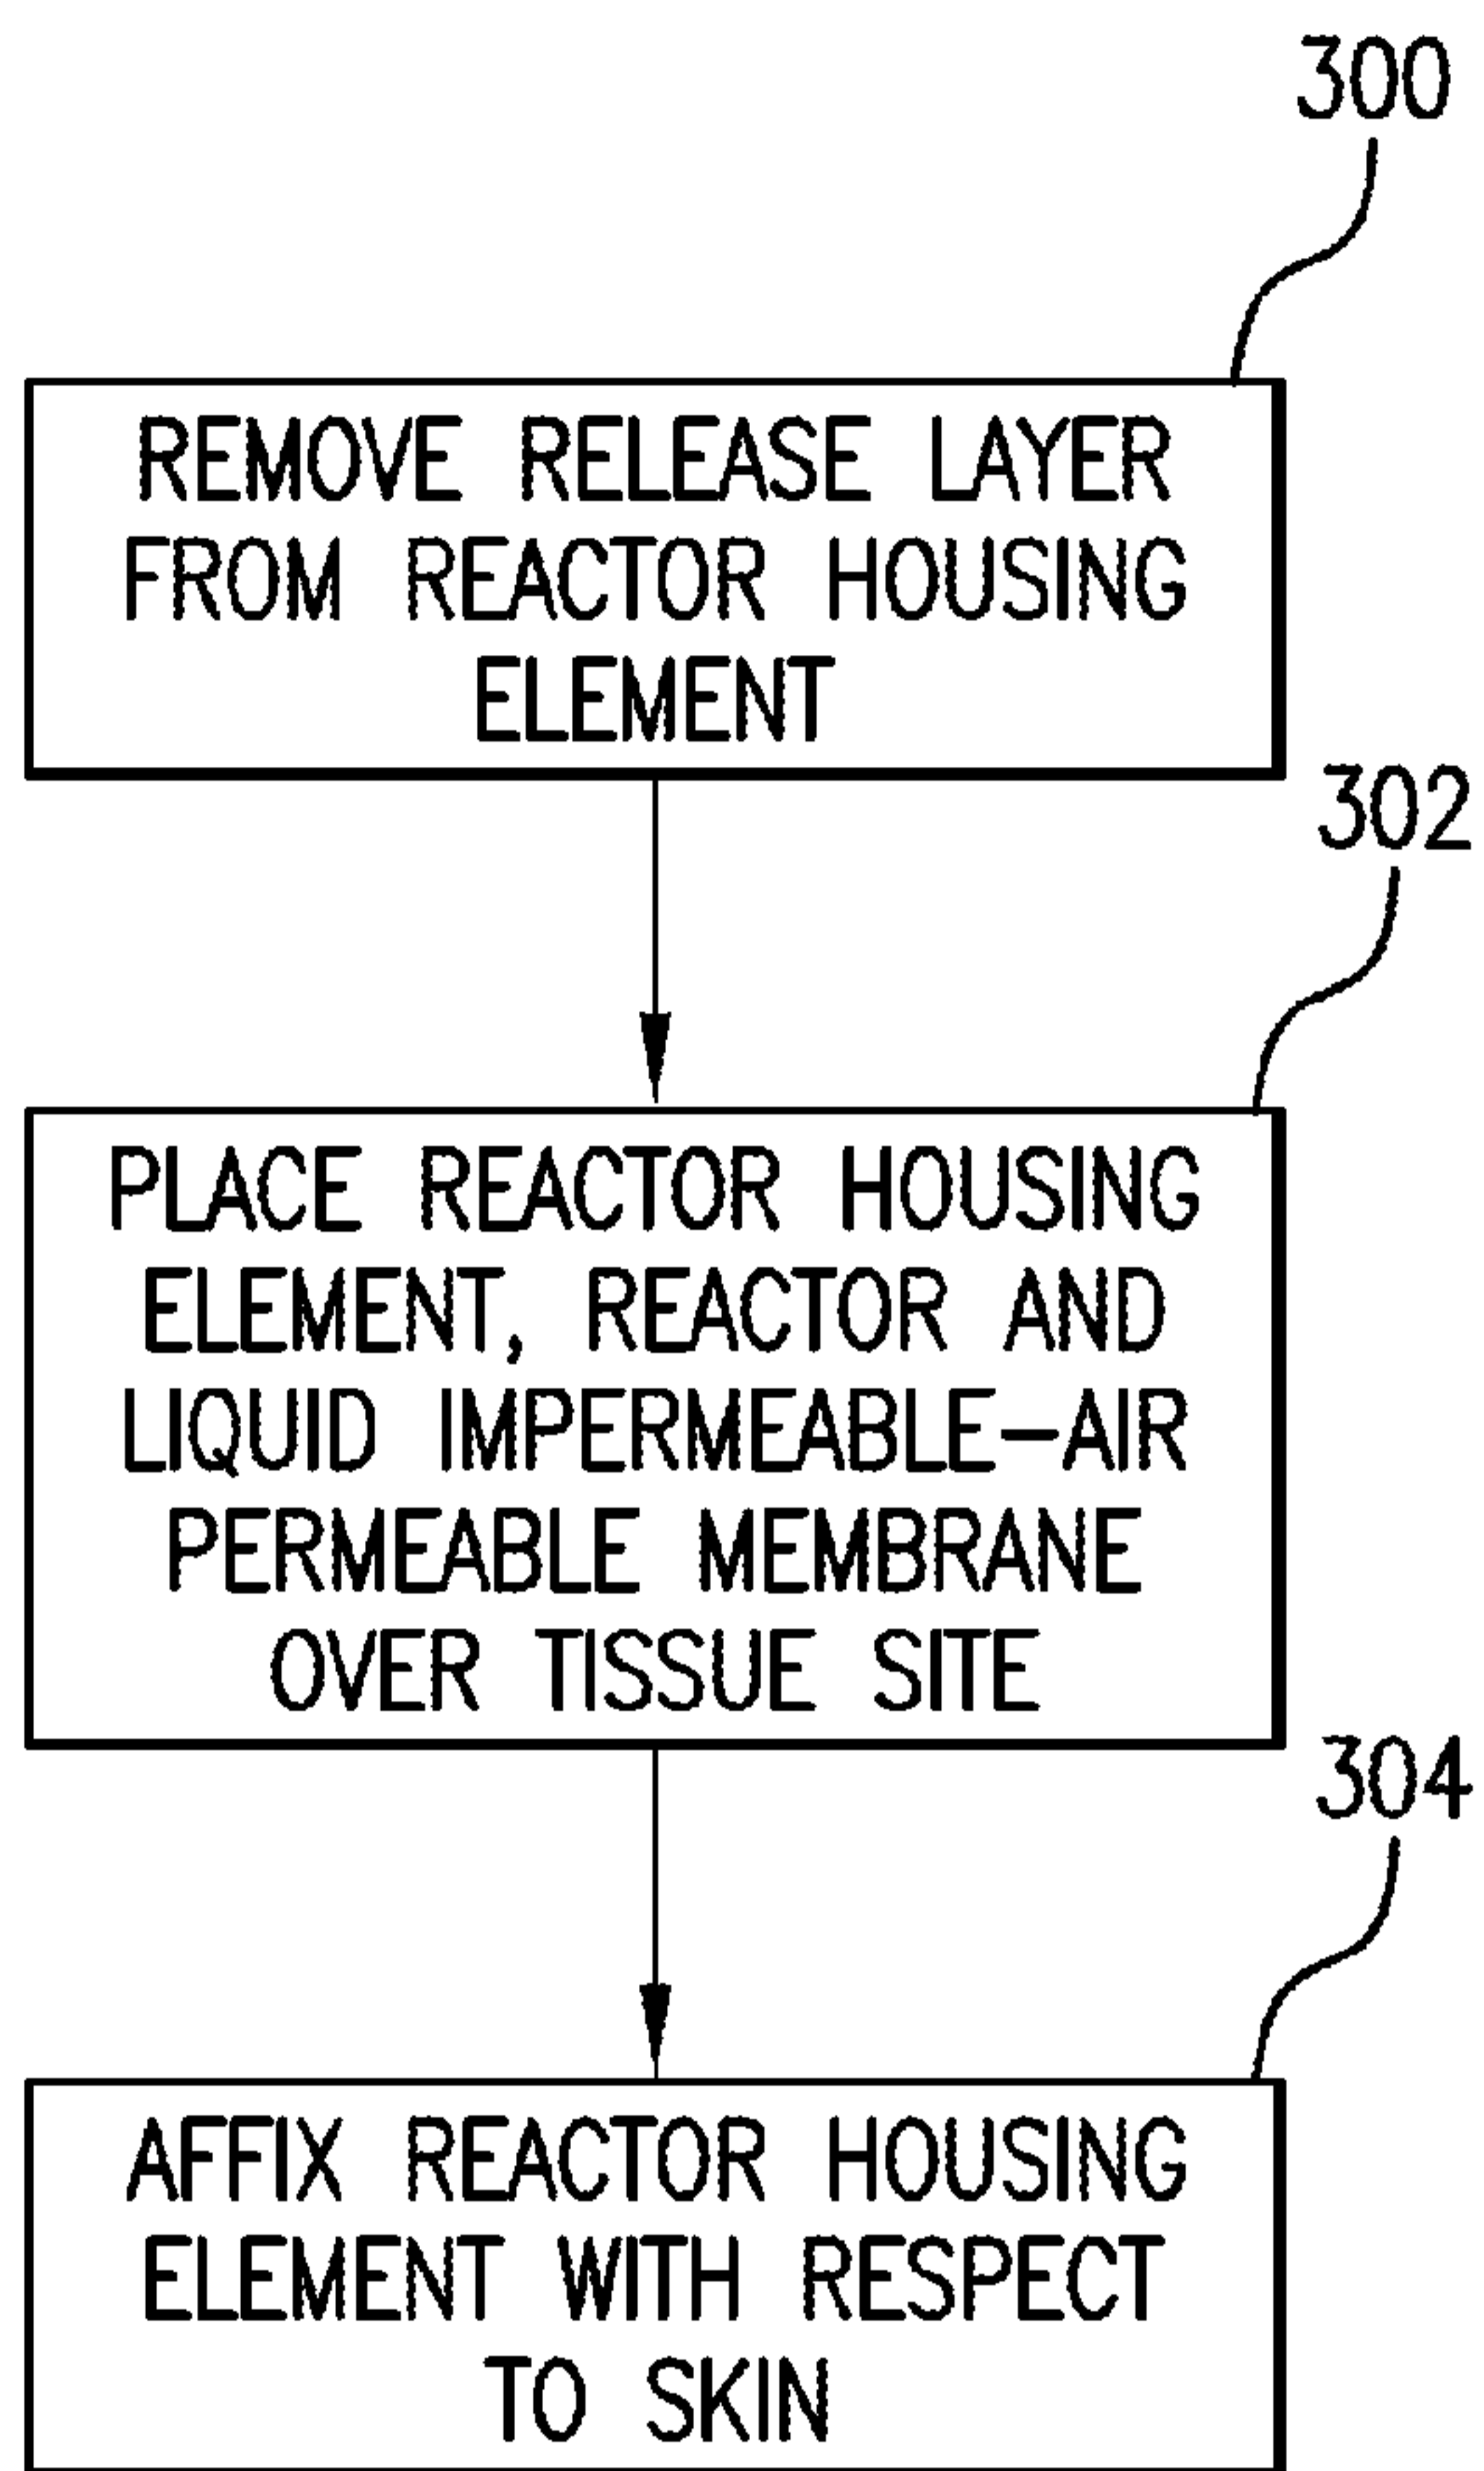 300
REMOVE RELEASE LAYER
FROM REACTOR HOUSING
ELEMENT
302
PLACE REACTOR HOUSING
ELEMENT, REACTOR AND
LIQUID IMPERMEABLE-AIR
PERMEABLE MEMBRANE
OVER TISSUE SITE
304
AFFIX REACTOR HOUSING
ELEMENT WITH RESPECT
TO SKIN